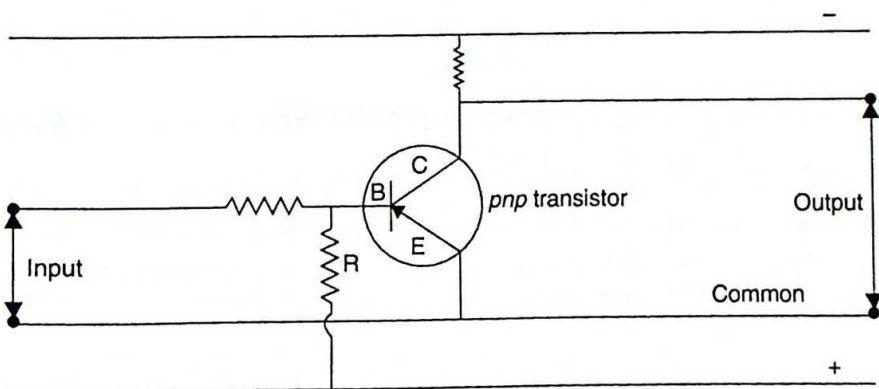 −
C
B
pnp transistor
Output
E
R
Input
Common
+